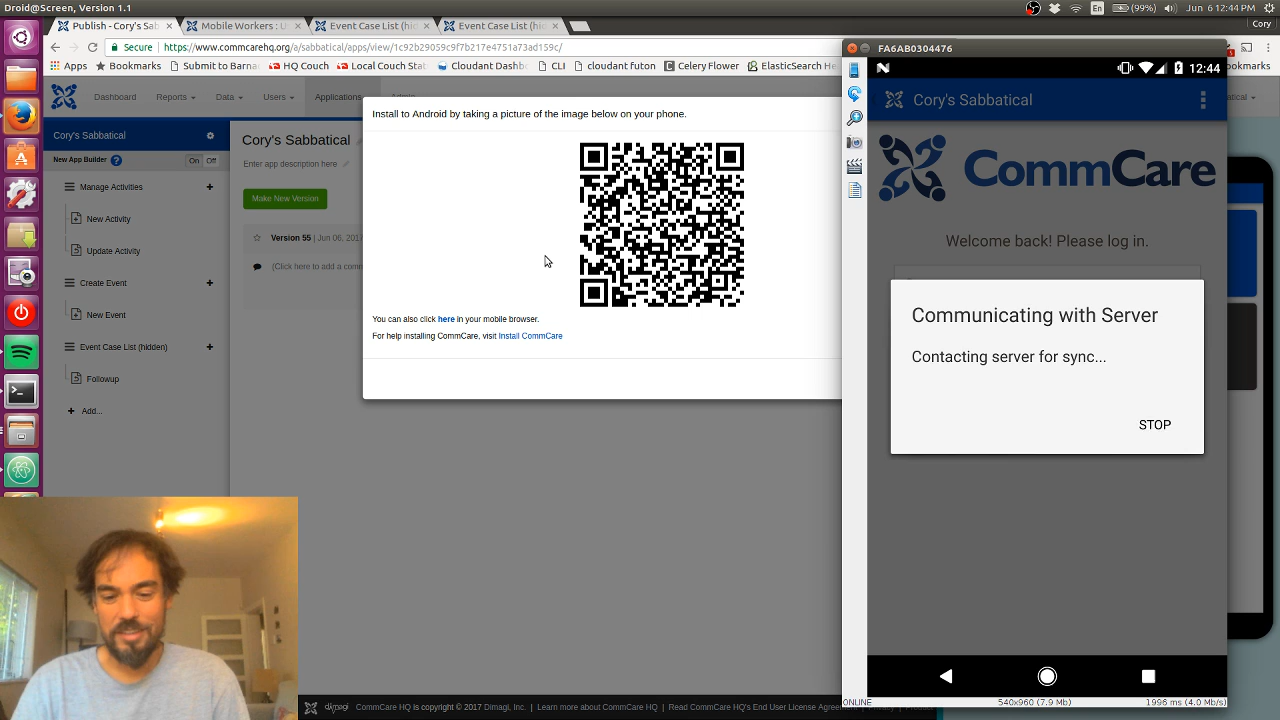 Droid@Screen, Version 1.1
En
(99%)
Jun 6 12:44 PM
Cory
Publish - Cory's Sab
Mobile Workers : U
Event Case List (hid
Event Case List (hid
Secure
https://www.commcarehq.org/a/sabbatical/apps/view/1c92b29059c9f7b217e4751a73ad159c/
Apps
Bookmarks
Submit to Barna
HQ Couch
Local Couch Stat
Cloudant Dashb
CLI
cloudant futon
Celery Flower
ElasticSearch He
Dashboard
Reports
Data
Users
Applications
Cory's Sabbatical
New App Builder
On
Off
Manage Activities
New Activity
Update Activity
Create Event
New Event
Event Case List (hidden)
Followup
Add...
Cory's Sabbatical
Enter app description here
Make New Version
Version 55 | Jun 06, 201
(Click here to add a com
Install to Android by taking a picture of the image below on your phone.
You can also click here in your mobile browser.
For help installing CommCare, visit Install CommCare
FA6AB0304476
12:44
Cory's Sabbatical
CommCare
Welcome back! Please log in.
Communicating with Server
Contacting server for sync...
STOP
ONLINE
540x960 (7.9 Mb)
1996 ms (4.0 Mb/s)
dimagi
CommCare HQ is copyright © 2017 Dimagi, Inc. | Learn more about CommCare HQ | Read CommCare HQ's End User License Agreement